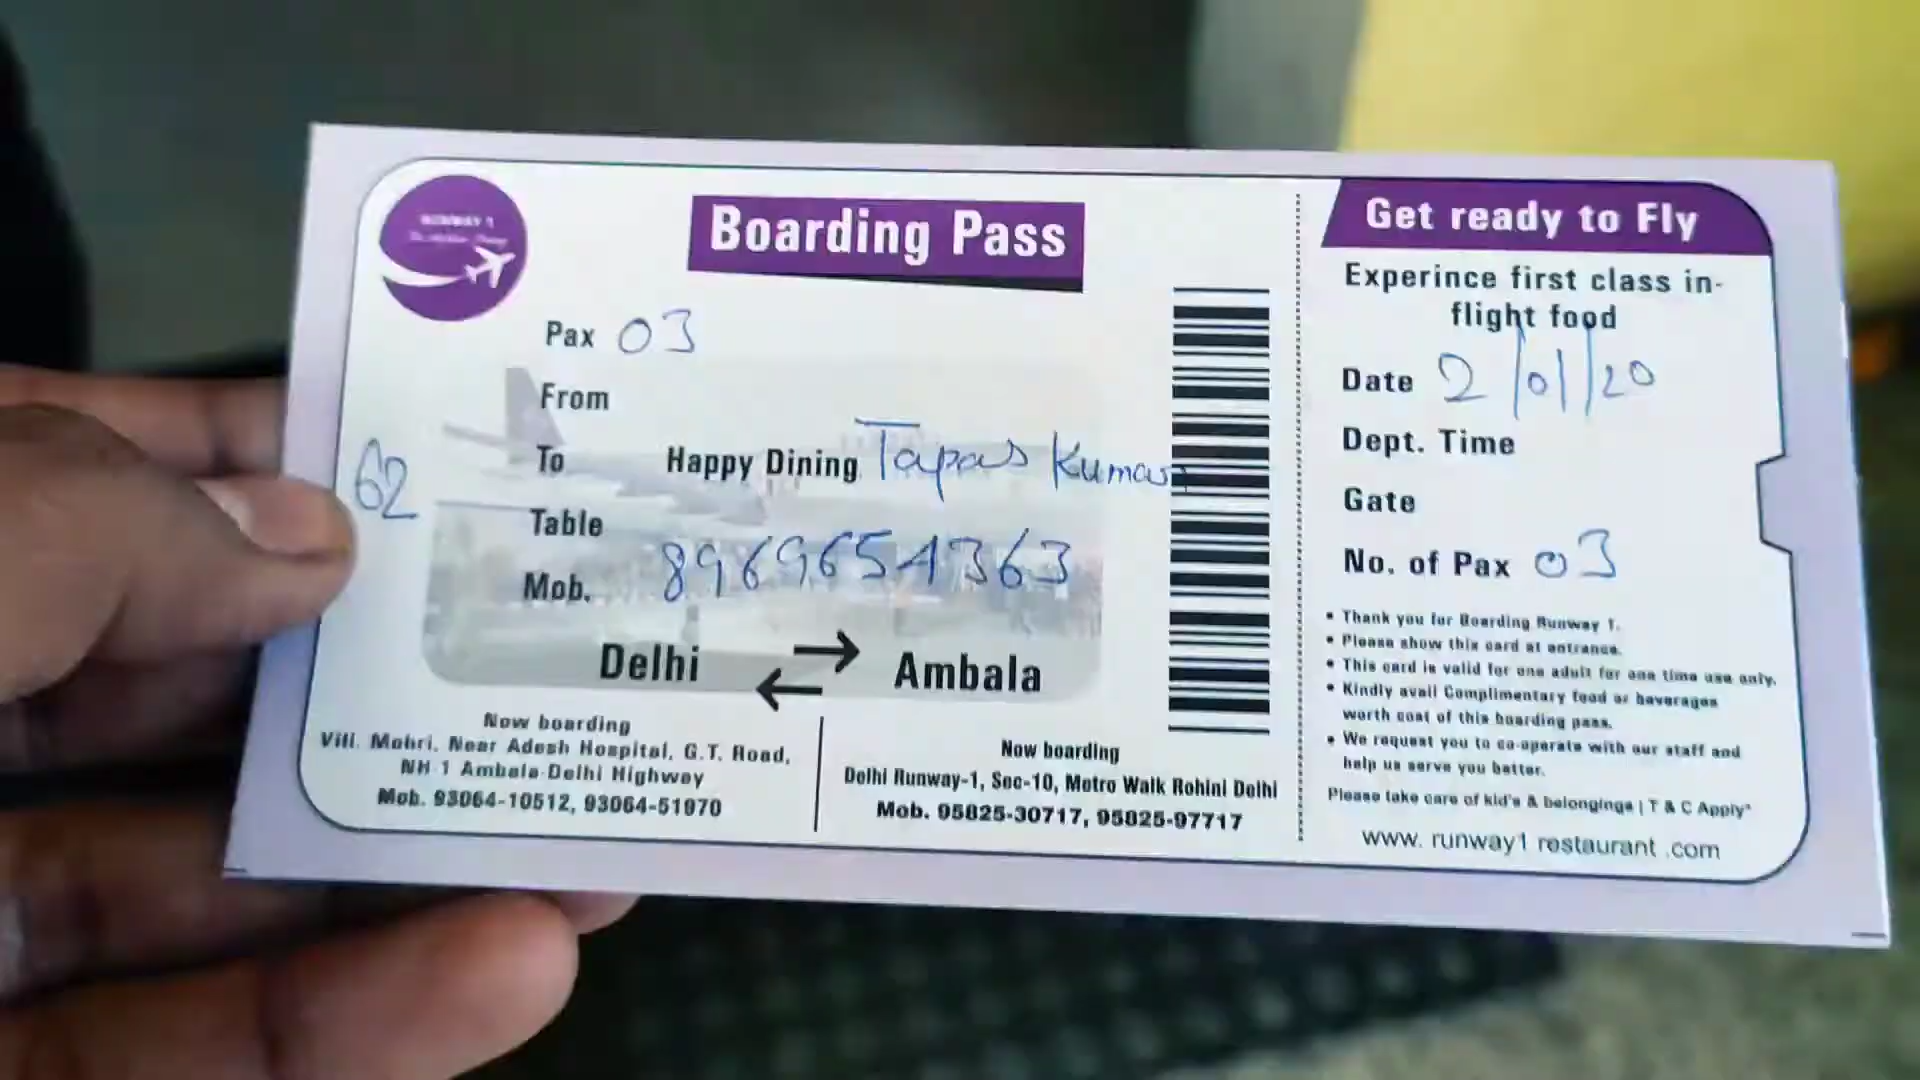 RUNWAY 1
Boarding Pass
Pax 03
From
To Happy Dining Tapas Kumar
62
Table
Mob. 8969654363
Delhi Ambala
Now boarding
Vill. Mohri, Near Adesh Hospital, G.T. Road,
NH-1 Ambala-Delhi Highway
Mob. 93064-10512, 93064-51970
Now boarding
Delhi Runway-1, Sec-10, Metro Walk Rohini Delhi
Mob. 95825-30717, 95825-97717
Get ready to Fly
Experince first class in-
flight food
Date 2/01/20
Dept. Time
Gate
No. of Pax 03
• Thank you for Boarding Runway 1.
• Please show this card at entrance.
• This card is valid for one adult for one time use only.
• Kindly avail Complimentary food or beverages
worth cost of this boarding pass.
• We request you to co-operate with our staff and
help us serve you better.
Please take care of kid's & belongings | T & C Apply*
www. runway1 restaurant .com